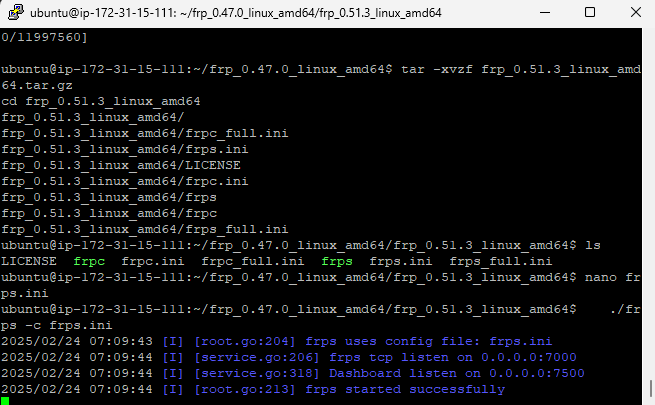 ubuntu@ip-172-31-15-111: ~/frp_0.47.0_linux_amd64/frp_0.51.3_linux_amd64
0/11997560]
ubuntu@ip-172-31-15-111:~/frp_0.47.0_linux_amd64$ tar -xvzf frp_0.51.3_linux_amd
64.tar.gz
cd frp_0.51.3_linux_amd64
frp_0.51.3_linux_amd64/
frp_0.51.3_linux_amd64/frpc_full.ini
frp_0.51.3_linux_amd64/frps.ini
frp_0.51.3_linux_amd64/LICENSE
frp_0.51.3_linux_amd64/frpc.ini
frp_0.51.3_linux_amd64/frps
frp_0.51.3_linux_amd64/frpc
frp_0.51.3_linux_amd64/frps_full.ini
ubuntu@ip-172-31-15-111:~/frp_0.47.0_linux_amd64/frp_0.51.3_linux_amd64$ ls
LICENSE  frpc  frpc.ini  frpc_full.ini  frps  frps.ini  frps_full.ini
ubuntu@ip-172-31-15-111:~/frp_0.47.0_linux_amd64/frp_0.51.3_linux_amd64$ nano fr
ps.ini
ubuntu@ip-172-31-15-111:~/frp_0.47.0_linux_amd64/frp_0.51.3_linux_amd64$    ./fr
ps -c frps.ini
2025/02/24 07:09:43 [I] [root.go:204] frps uses config file: frps.ini
2025/02/24 07:09:44 [I] [service.go:206] frps tcp listen on 0.0.0.0:7000
2025/02/24 07:09:44 [I] [service.go:318] Dashboard listen on 0.0.0.0:7500
2025/02/24 07:09:44 [I] [root.go:213] frps started successfully